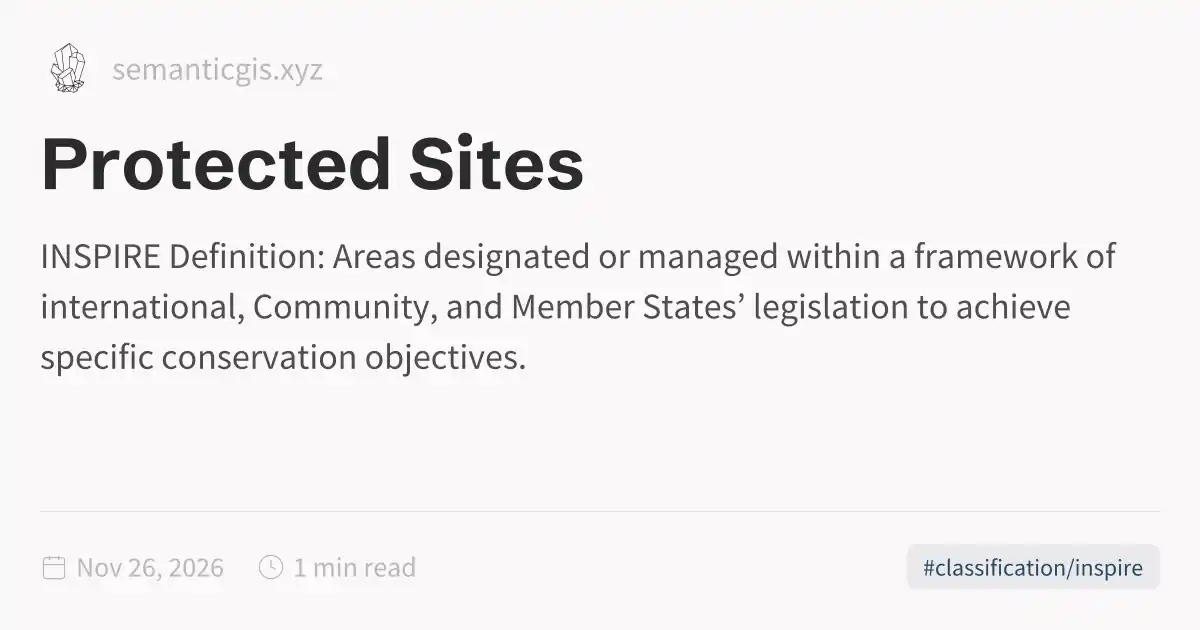 semanticgis.xyz
Protected Sites
INSPIRE Definition: Areas designated or managed within a framework of
international, Community, and Member States’ legislation to achieve
specific conservation objectives.
Nov 26, 2026 1 min read #classification/inspire